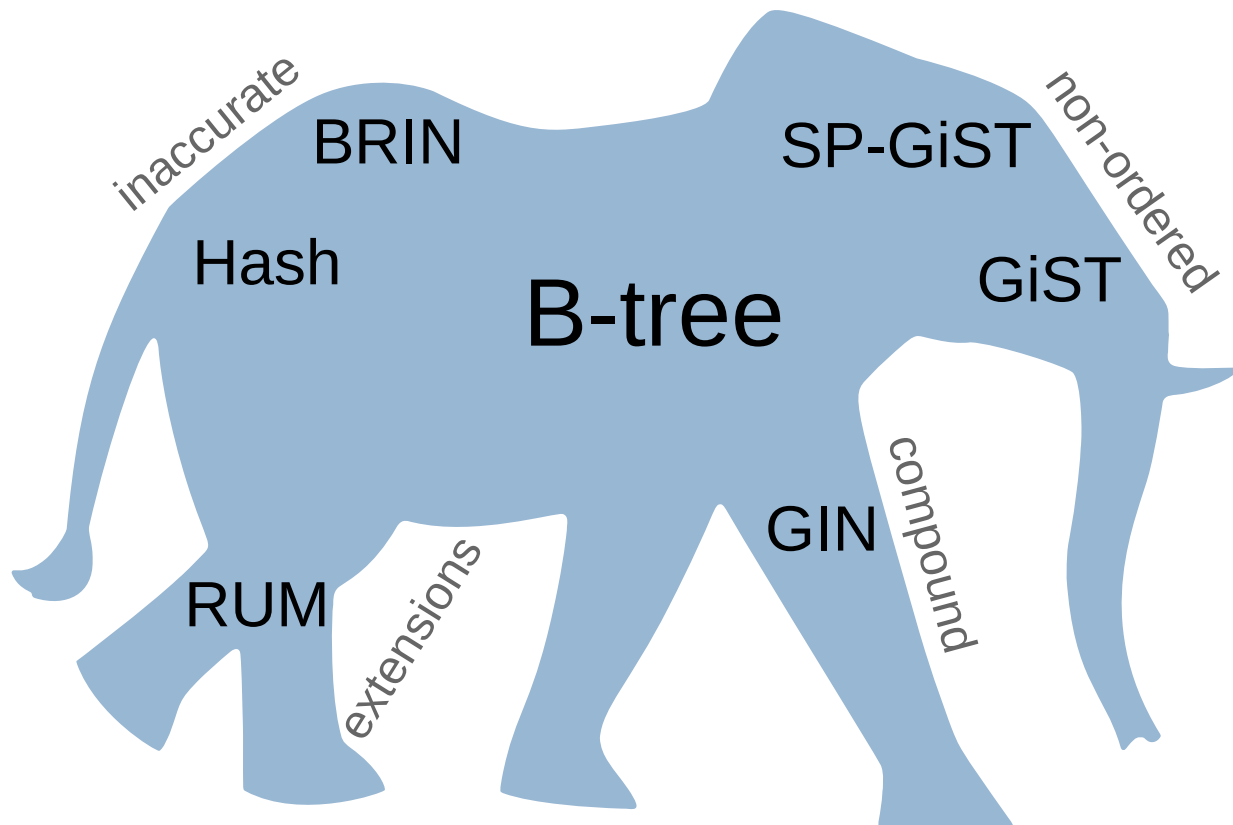 inaccurate
BRIN
SP-GiST
non-ordered
Hash
B-tree
GiST
GIN
compound
RUM
extensions